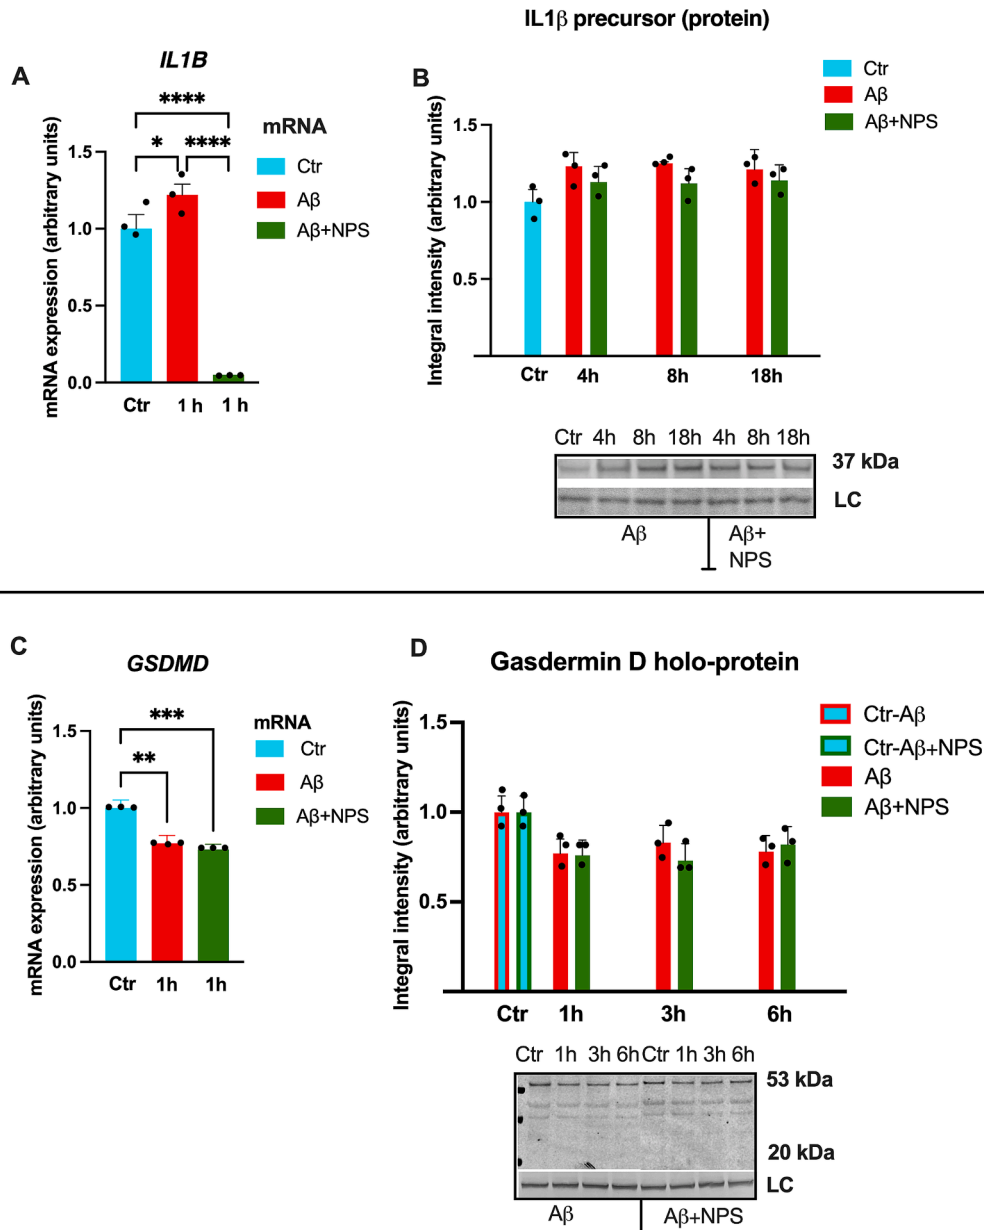 IL1β precursor (protein)
A
IL1B
****
* ****
mRNA
Ctr
Aβ
Aβ+NPS
mRNA expression (arbitrary units)
1.5
1.0
0.5
0.0
Ctr 1 h 1 h
B
Ctr
Aβ
Aβ+NPS
Integral intensity (arbitrary units)
1.5
1.0
0.5
Ctr 4h 8h 18h
Ctr 4h 8h 18h 4h 8h 18h
37 kDa
LC
Aβ Aβ+
NPS
C
GSDMD
***
**
mRNA
Ctr
Aβ
Aβ+NPS
mRNA expression (arbitrary units)
1.5
1.0
0.5
0.0
Ctr 1h 1h
D
Gasdermin D holo-protein
Ctr-Aβ
Ctr-Aβ+NPS
Aβ
Aβ+NPS
Integral intensity (arbitrary units)
1.5
1.0
0.5
Ctr 1h 3h 6h
Ctr 1h 3h 6h Ctr 1h 3h 6h
53 kDa
20 kDa
LC
Aβ Aβ+NPS